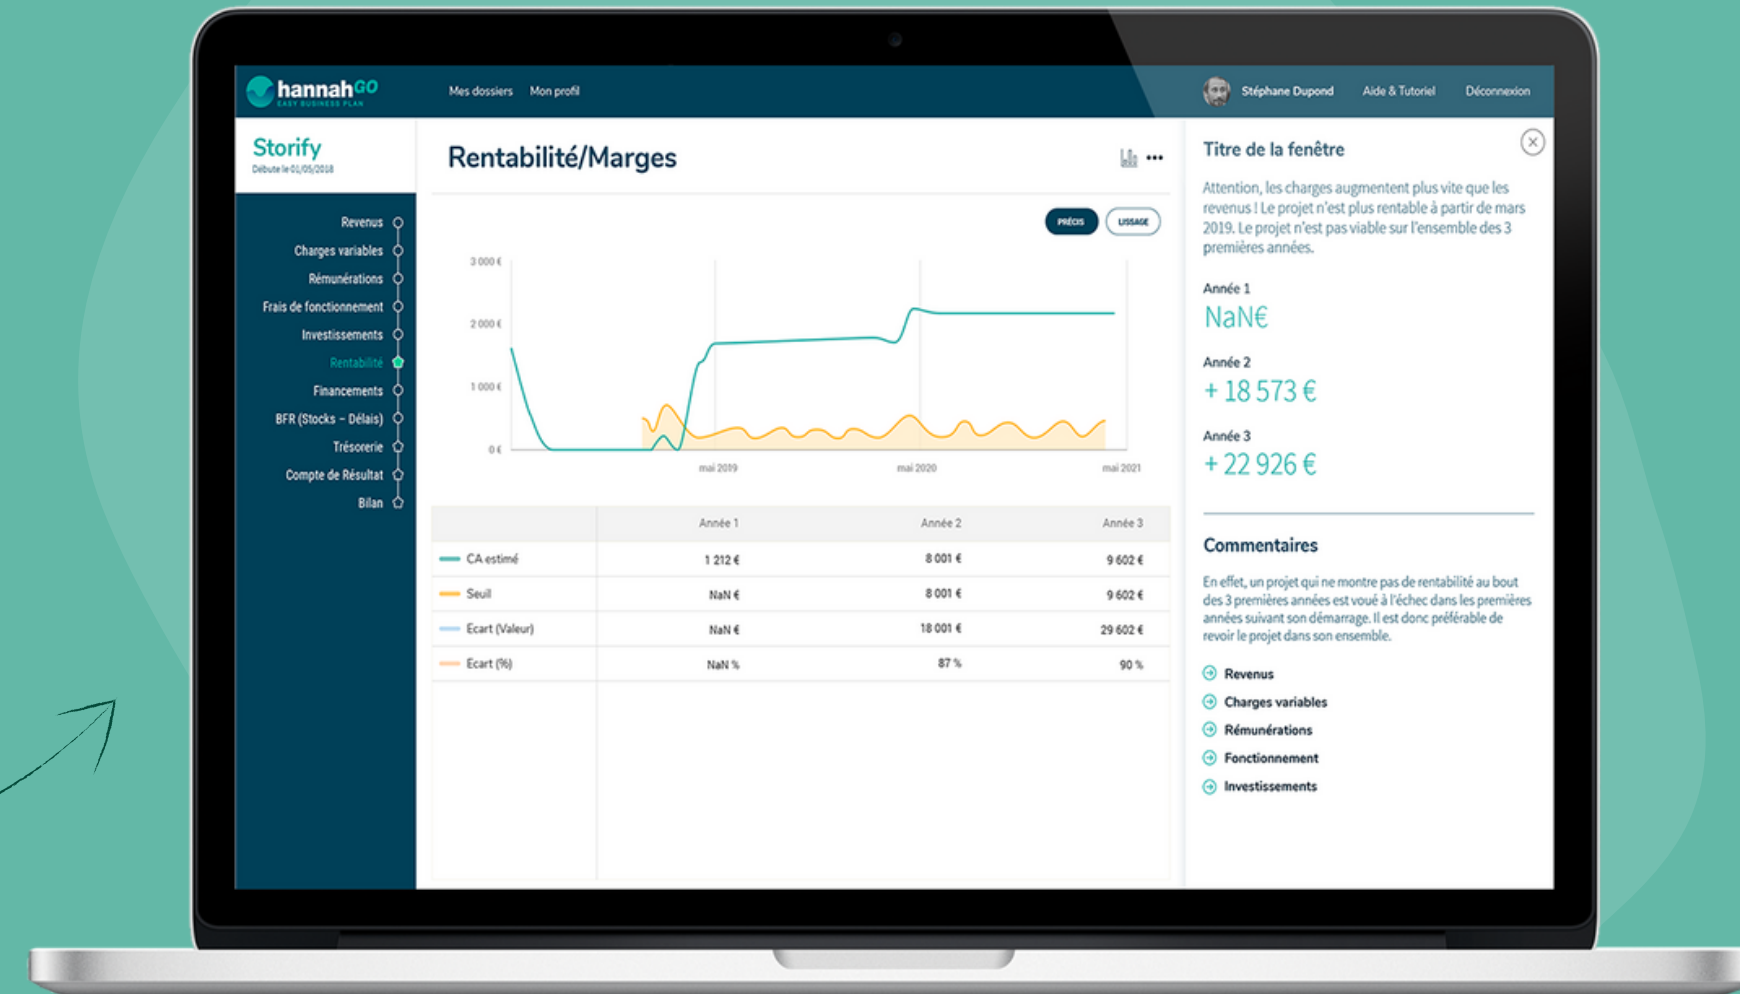 hannahGO
EASY BUSINESS PLAN
Mes dossiers Mon profil
Stéphane Dupond Aide & Tutoriel Déconnexion
Storify
Débute le 01/05/2018
Revenus
Charges variables
Rémunérations
Frais de fonctionnement
Investissements
Rentabilité
Financements
BFR (Stocks – Délais)
Trésorerie
Compte de Résultat
Bilan
Rentabilité/Marges
PRÉCIS LISSAGE
3 000 €
2 000 €
1 000 €
0 €
mai 2019 mai 2020 mai 2021
Année 1 Année 2 Année 3
CA estimé 1 212 € 8 001 € 9 602 €
Seuil NaN € 8 001 € 9 602 €
Ecart (Valeur) NaN € 18 001 € 29 602 €
Ecart (%) NaN % 87 % 90 %
Titre de la fenêtre
Attention, les charges augmentent plus vite que les
revenus ! Le projet n'est plus rentable à partir de mars
2019. Le projet n'est pas viable sur l'ensemble des 3
premières années.
Année 1
NaN€
Année 2
+ 18 573 €
Année 3
+ 22 926 €
Commentaires
En effet, un projet qui ne montre pas de rentabilité au bout
des 3 premières années est voué à l'échec dans les premières
années suivant son démarrage. Il est donc préférable de
revoir le projet dans son ensemble.
Revenus
Charges variables
Rémunérations
Fonctionnement
Investissements